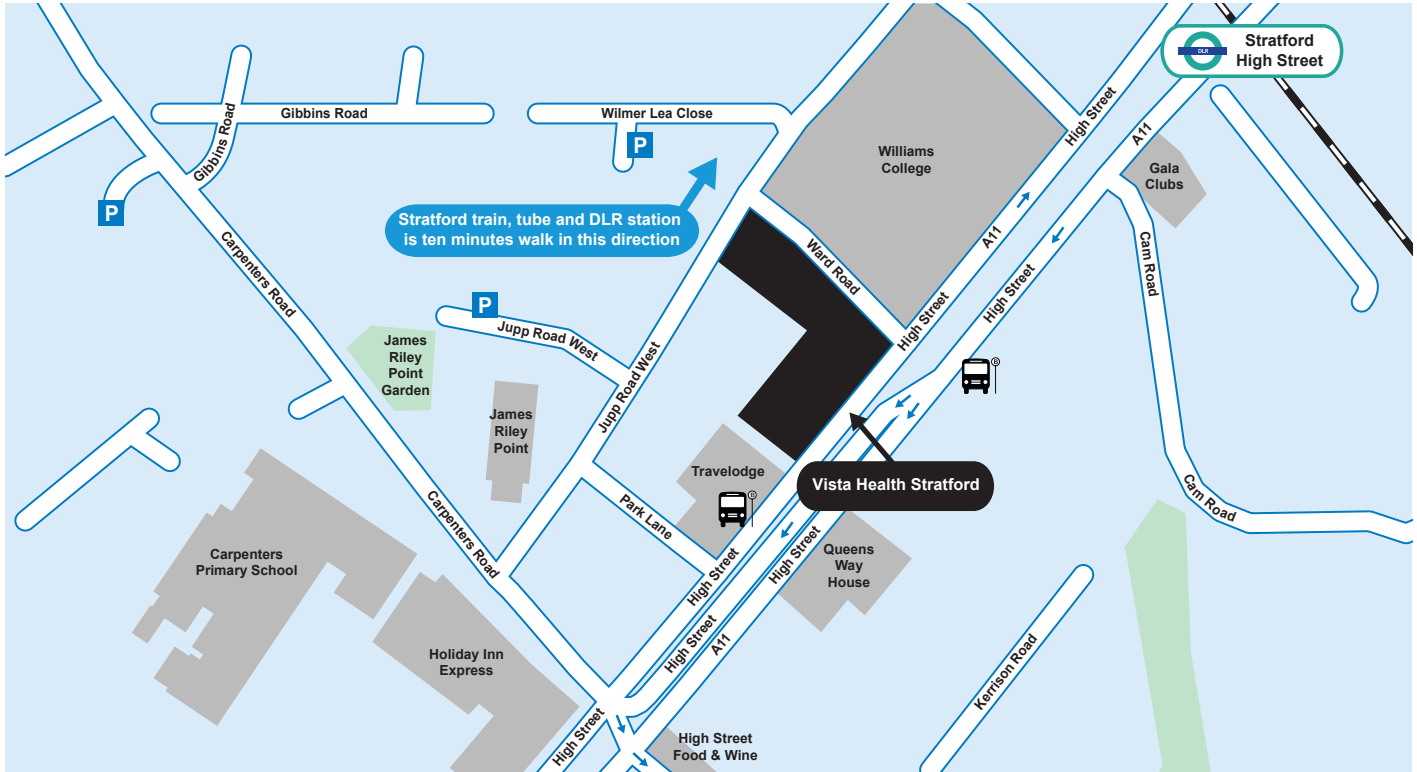 DLR
Stratford
High Street
Gibbins Road
Gibbins Road
Wilmer Lea Close
P
P
High Street
A11
Williams
College
Gala
Clubs
Stratford train, tube and DLR station
is ten minutes walk in this direction
Carpenters Road
Ward Road
A11
High Street
Cam Road
High Street
P
Jupp Road West
James
Riley
Point
Garden
Jupp Road West
B
James
Riley
Point
Travelodge
B
Vista Health Stratford
Cam Road
Carpenters Road
Park Lane
Carpenters
Primary School
High Street
High Street
Queens
Way
House
High Street
A11
Holiday Inn
Express
Kerrison Road
High Street
High Street
Food & Wine